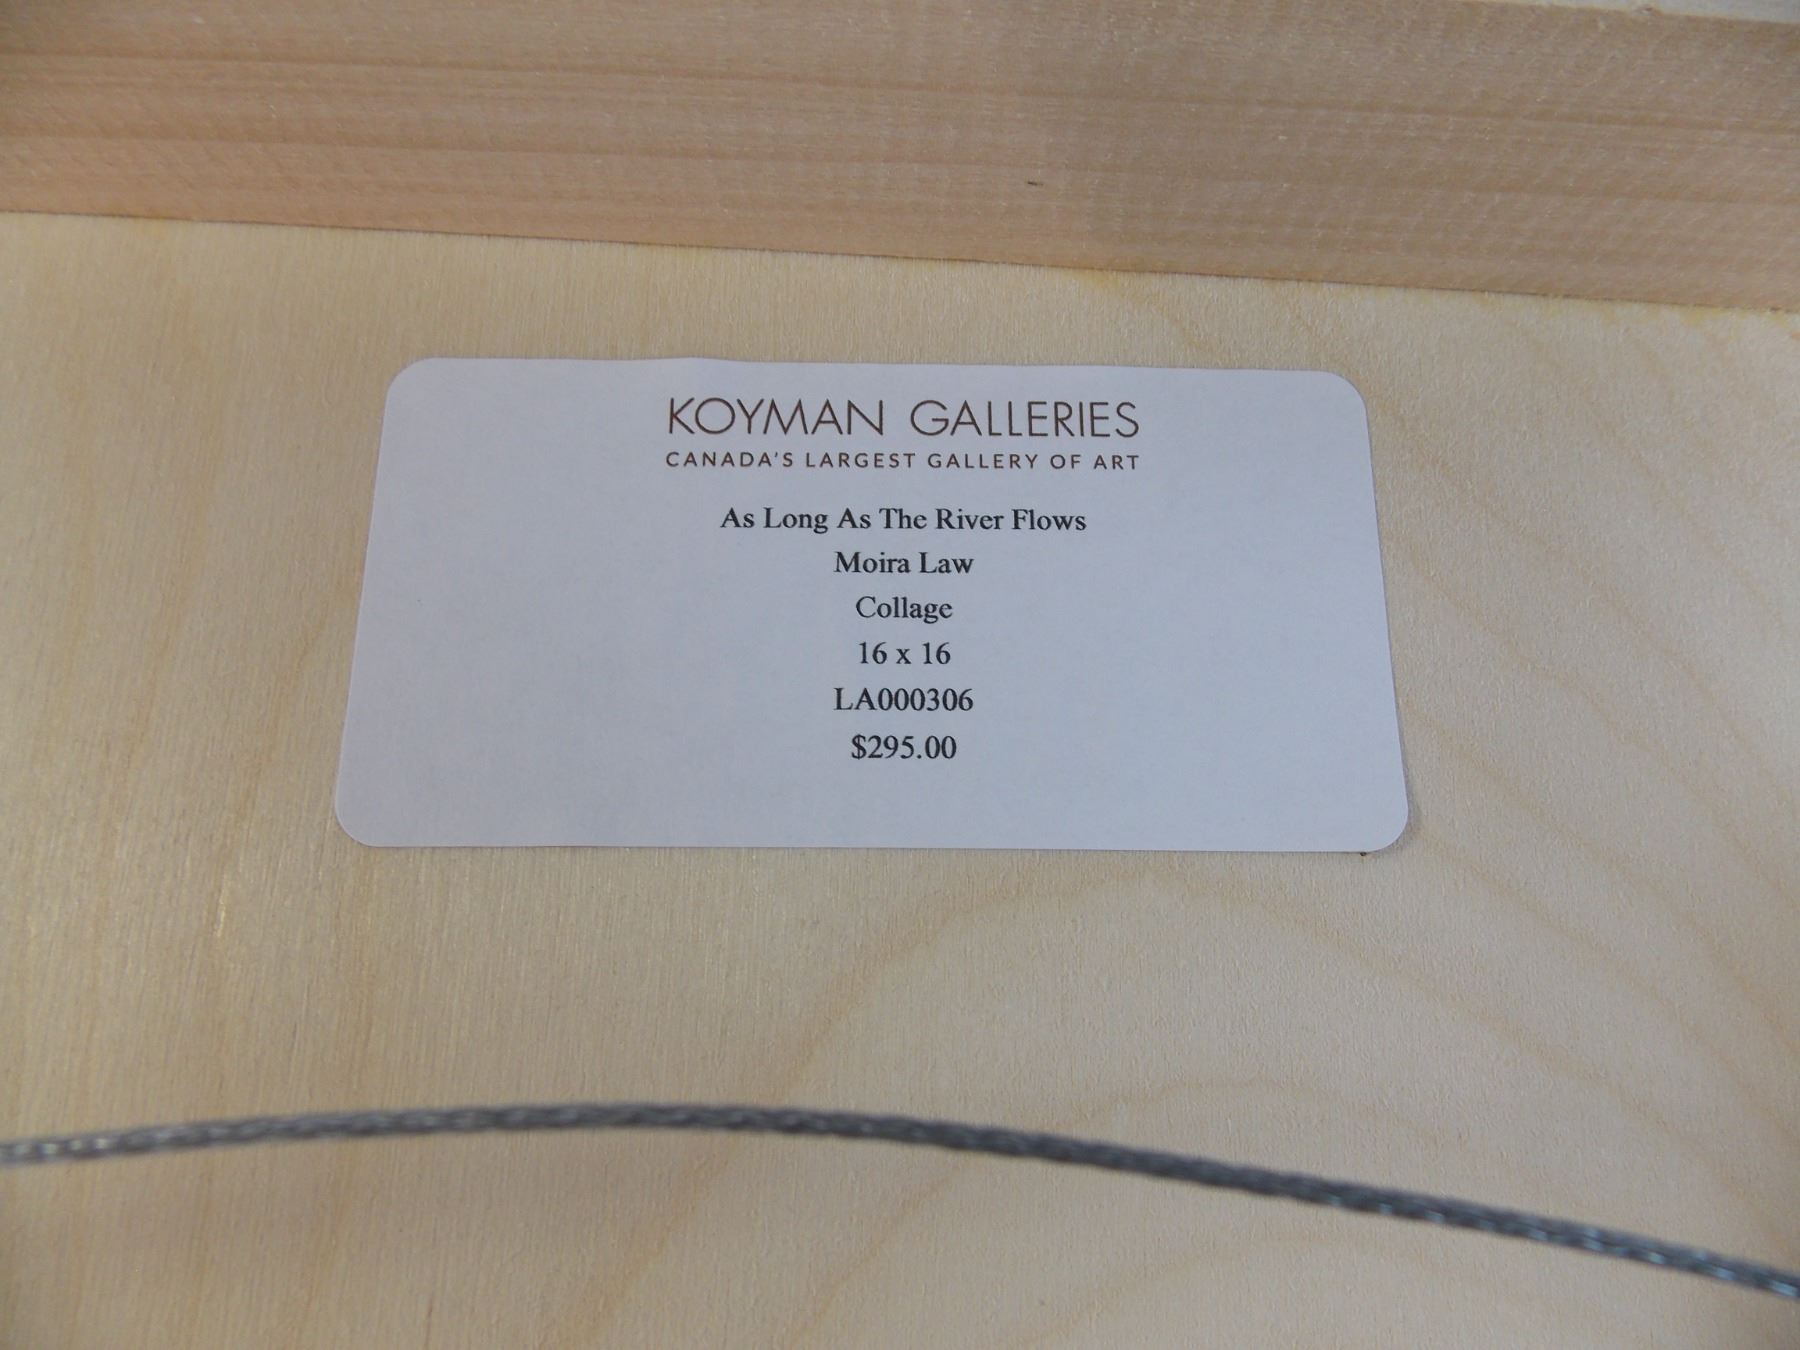 KOYMAN GALLERIES
CANADA'S LARGEST GALLERY OF ART
As Long As The River Flows
Moira Law
Collage
16 x 16
LA000306
$295.00